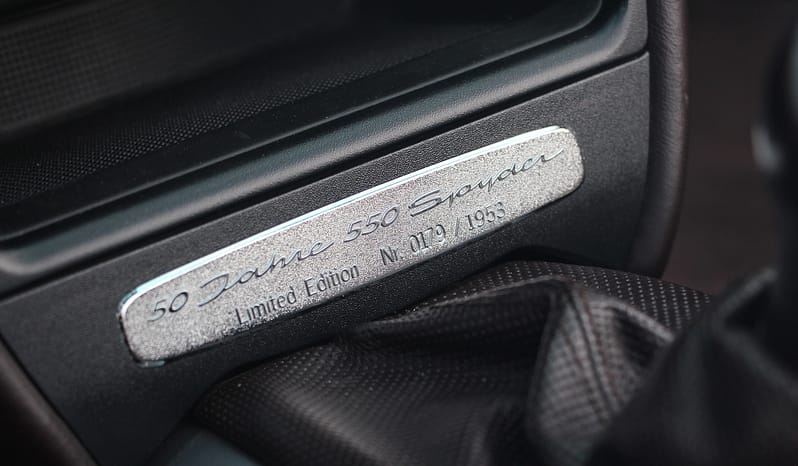 50 Jahre 550 Spyder
Limited Edition Nr. 0179 / 1953